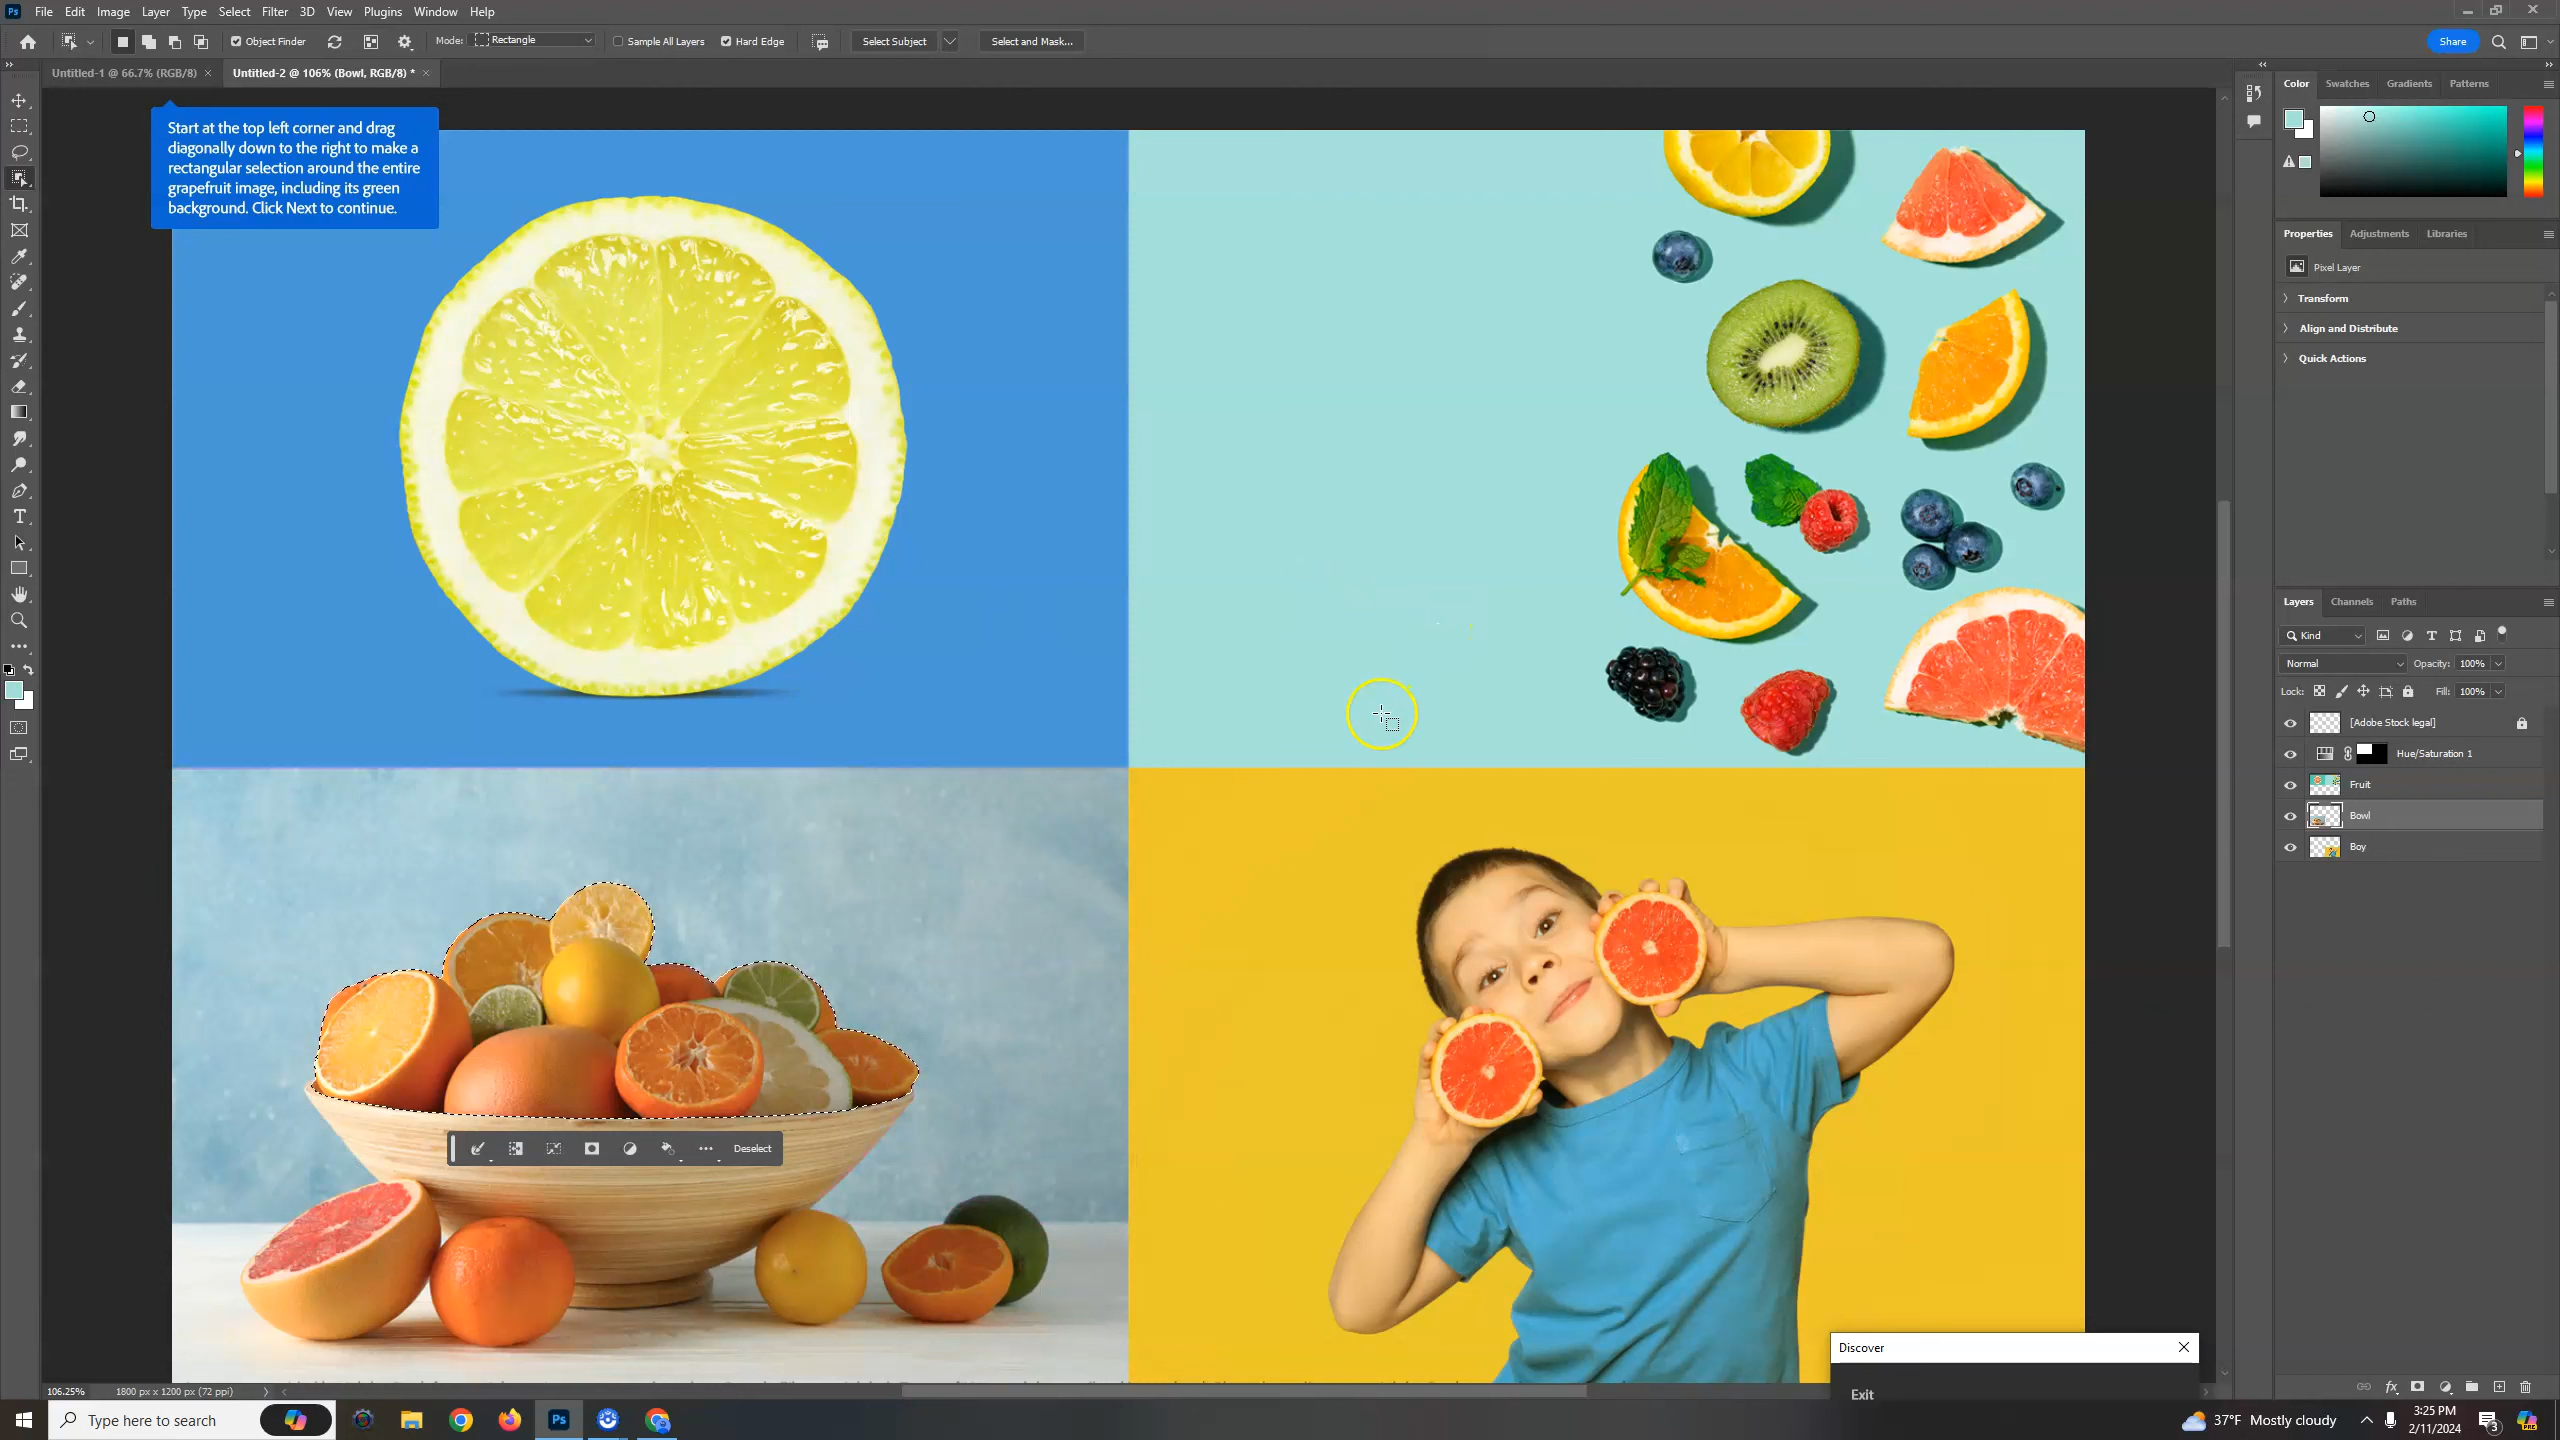 Ps File Edit Image Layer Type Select Filter 3D View Plugins Window Help
Object Finder Mode: Rectangle Sample All Layers Hard Edge Select Subject Select and Mask... Share
Untitled-1 @ 66.7% (RGB/8) × Untitled-2 @ 106% (Bowl, RGB/8) * ×
Start at the top left corner and drag
diagonally down to the right to make a
rectangular selection around the entire
grapefruit image, including its green
background. Click Next to continue.
Color Swatches Gradients Patterns
Properties Adjustments Libraries
Pixel Layer
Transform
Align and Distribute
Quick Actions
Layers Channels Paths
Kind
Normal Opacity: 100%
Lock: Fill: 100%
[Adobe Stock legal]
Hue/Saturation 1
Fruit
Bowl
Boy
Deselect
Discover
Exit
106.25% 1800 px x 1200 px (72 ppi)
Type here to search
Ps
37°F Mostly cloudy
3:25 PM
2/11/2024
3
PRE